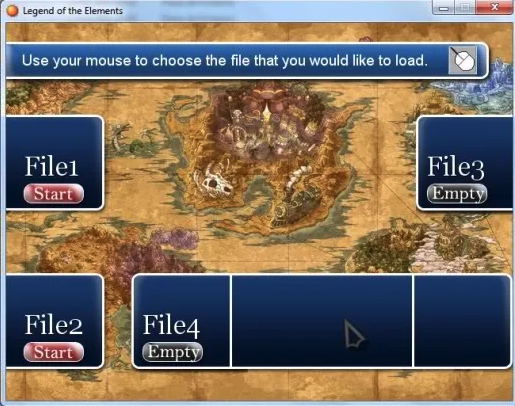 Legend of the Elements
Use your mouse to choose the file that you would like to load.
File1
Start
File3
Empty
File2
Start
File4
Empty